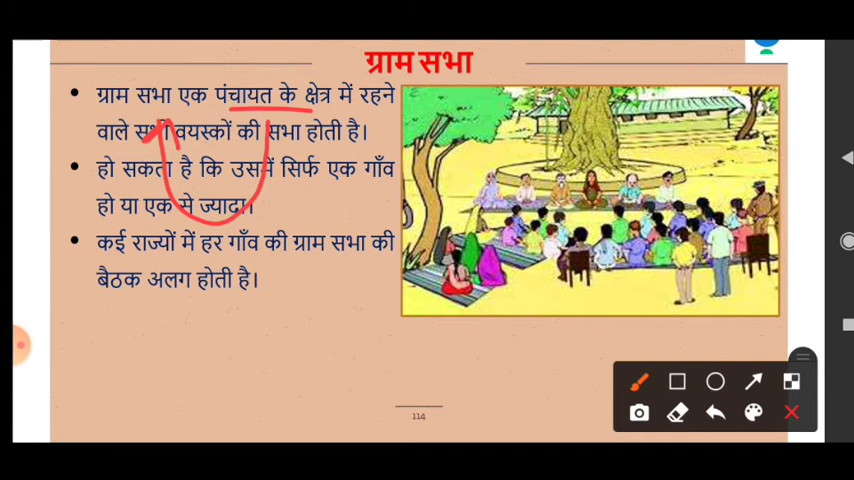 ग्राम सभा
ग्राम सभा एक पंचायत के क्षेत्र में रहने
वाले सभी वयस्कों की सभा होती है।
हो सकता है कि उसमें सिर्फ एक गाँव
हो या एक से ज्यादा।
कई राज्यों में हर गाँव की ग्राम सभा की
बैठक अलग होती है।
114